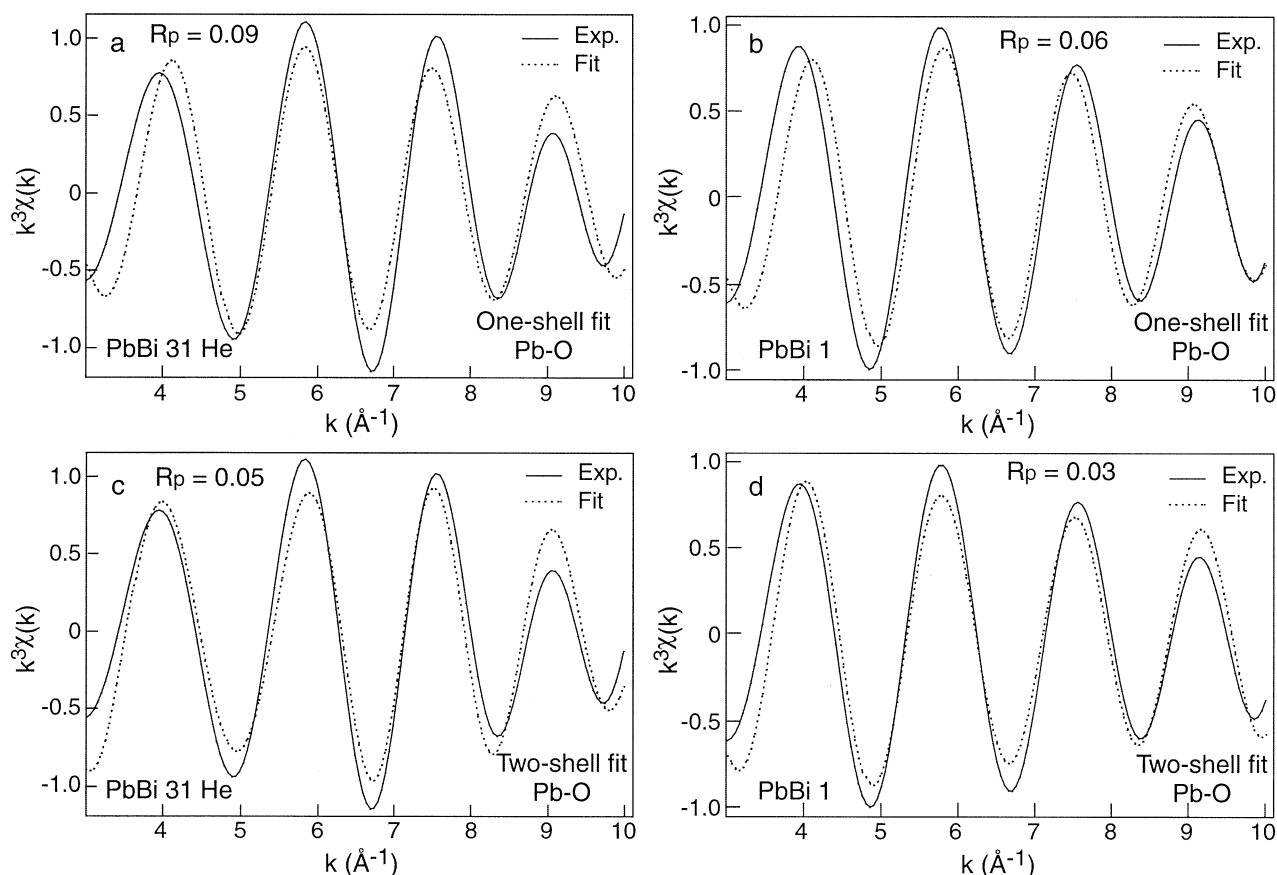 a
Rp = 0.09
Exp.
Fit
1.0
0.5
0
-0.5
-1.0
k3χ(k)
One-shell fit
Pb-O
PbBi 31 He
4 5 6 7 8 9 10
k (Å-1)
b
Rp = 0.06
Exp.
Fit
1.0
0.5
0
-0.5
-1.0
k3χ(k)
One-shell fit
Pb-O
PbBi 1
4 5 6 7 8 9 10
k (Å-1)
c
Rp = 0.05
Exp.
Fit
1.0
0.5
0
-0.5
-1.0
k3χ(k)
Two-shell fit
Pb-O
PbBi 31 He
4 5 6 7 8 9 10
k (Å-1)
d
Rp = 0.03
Exp.
Fit
1.0
0.5
0
-0.5
-1.0
k3χ(k)
Two-shell fit
Pb-O
PbBi 1
4 5 6 7 8 9 10
k (Å-1)